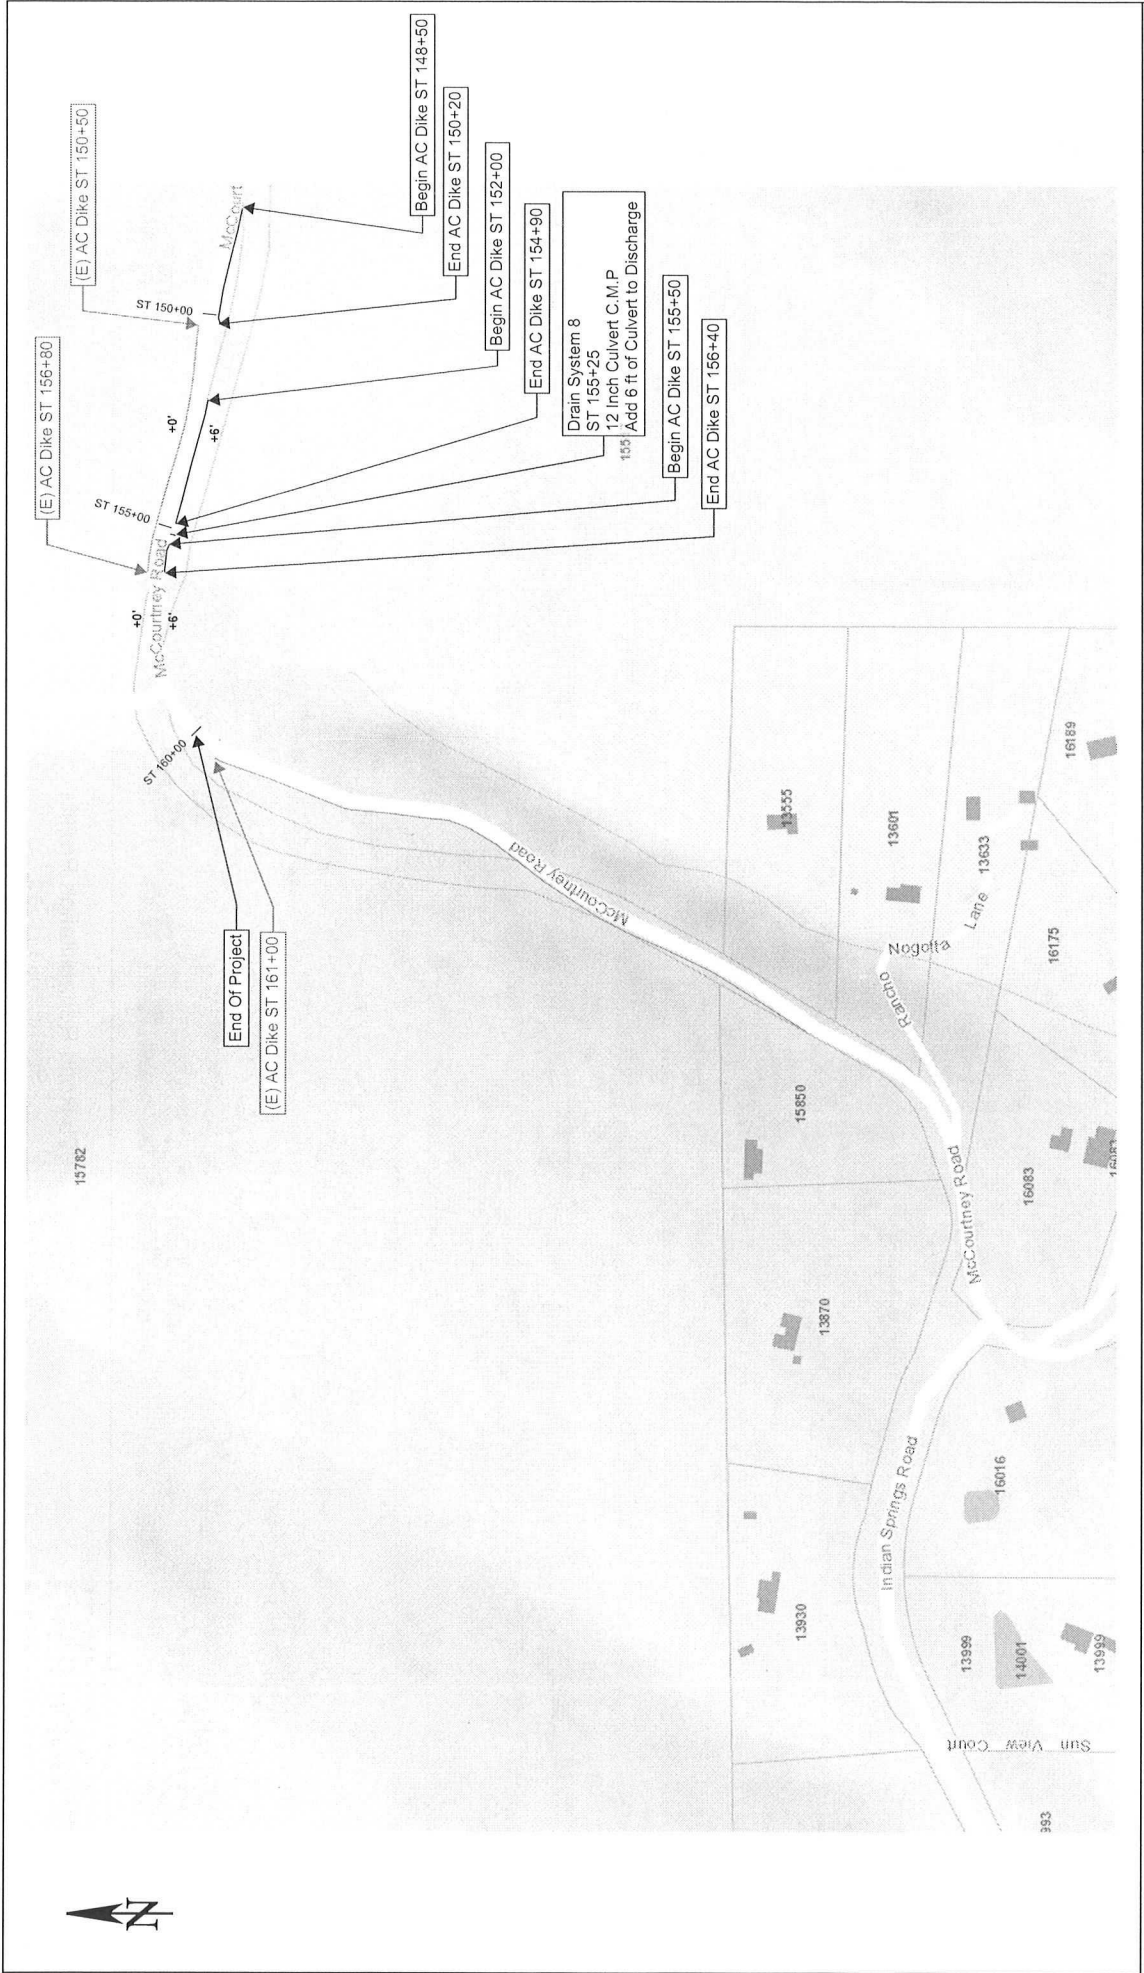 (E) AC Dike ST 150+50
(E) AC Dike ST 156+80
Begin AC Dike ST 148+50
End AC Dike ST 150+20
Begin AC Dike ST 152+00
End AC Dike ST 154+90
Drain System 8
ST 155+25
12 Inch Culvert C.M.P
Add 6 ft of Culvert to Discharge
Begin AC Dike ST 155+50
End AC Dike ST 156+40
ST 150+00
ST 155+00
ST 160+00
+0'
+6'
+0'
+6'
McCourt
McCourtney Road
End Of Project
(E) AC Dike ST 161+00
15782
McCourtney Road
13555
13601
13633
16189
16175
Rancho
Nogote
Lane
15850
McCourtney Road
16083
16083
13870
13930
Indian Springs Road
16016
13999
14001
13999
Sun View Court
993
155
N